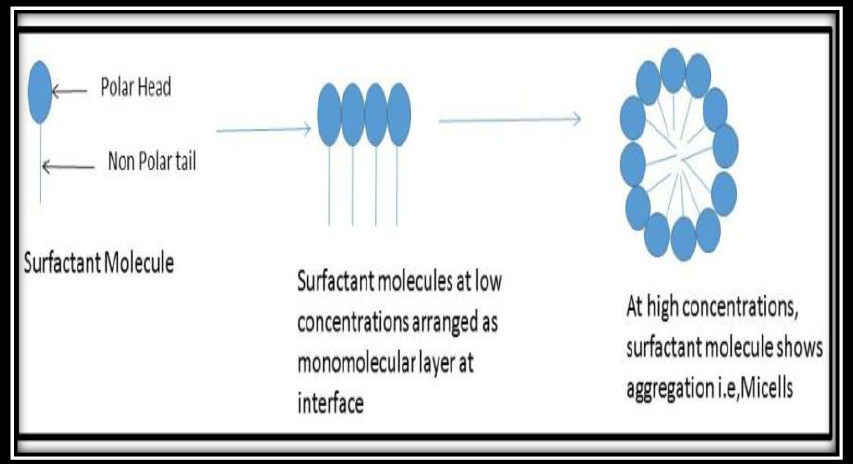 Polar Head
Non Polar tail
Surfactant Molecule
Surfactant molecules at low
concentrations arranged as
monomolecular layer at
interface
At high concentrations,
surfactant molecule shows
aggregation i.e,Micells